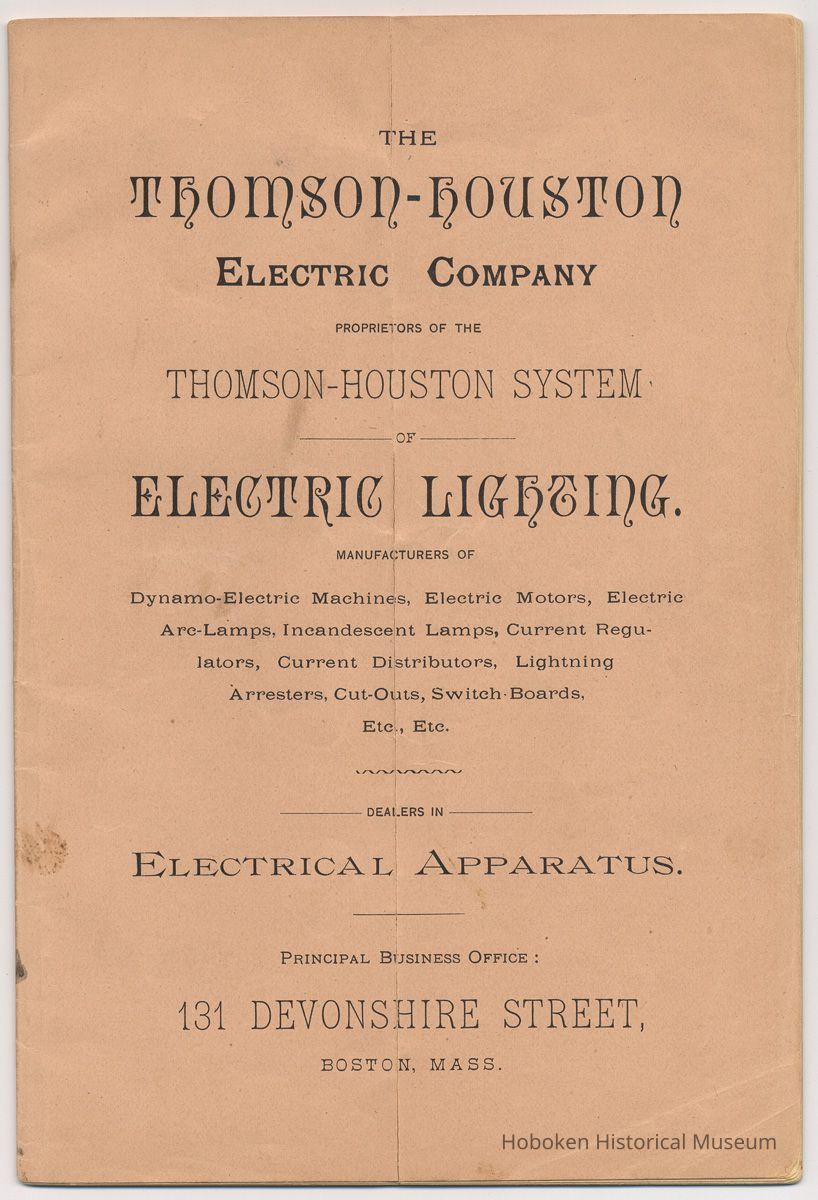 THE
THOMSON-HOUSTON
ELECTRIC COMPANY
PROPRIETORS OF THE
THOMSON-HOUSTON SYSTEM
OF
ELECTRIC LIGHTING.
MANUFACTURERS OF
Dynamo-Electric Machines, Electric Motors, Electric
Arc-Lamps, Incandescent Lamps, Current Regu-
lators, Current Distributors, Lightning
Arresters, Cut-Outs, Switch-Boards,
Etc., Etc.
DEALERS IN
ELECTRICAL APPARATUS.
PRINCIPAL BUSINESS OFFICE:
131 DEVONSHIRE STREET,
BOSTON, MASS.
Hoboken Historical Museum